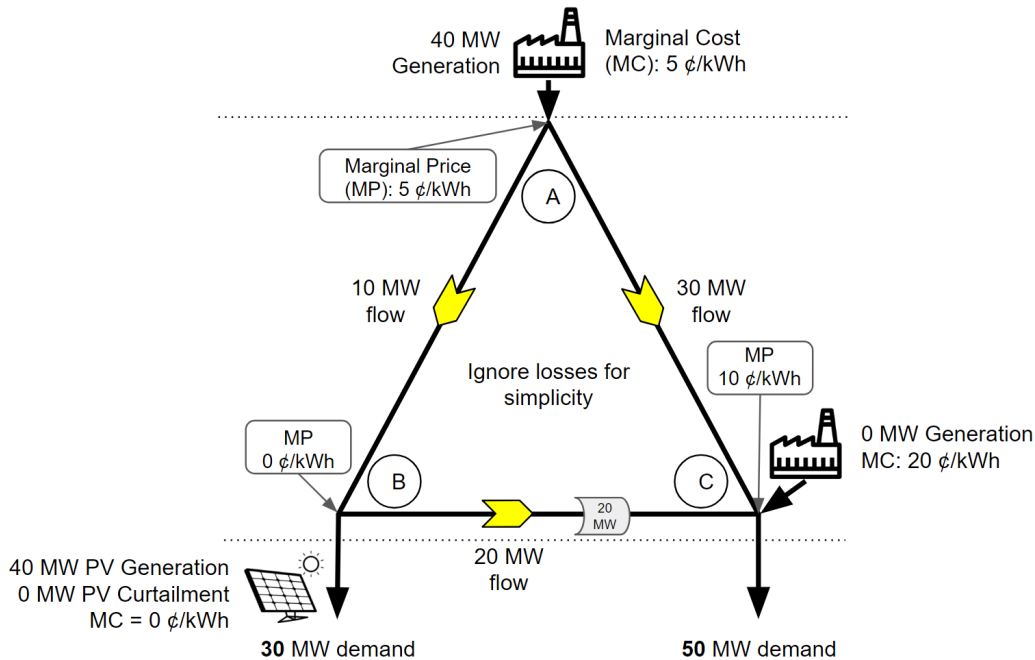 40 MW
Generation
Marginal Cost
(MC): 5 ¢/kWh
Marginal Price
(MP): 5 ¢/kWh
A
10 MW
flow
30 MW
flow
Ignore losses for
simplicity
MP
10 ¢/kWh
MP
0 ¢/kWh
0 MW Generation
MC: 20 ¢/kWh
B
C
20
MW
20 MW
flow
40 MW PV Generation
0 MW PV Curtailment
MC = 0 ¢/kWh
30 MW demand
50 MW demand